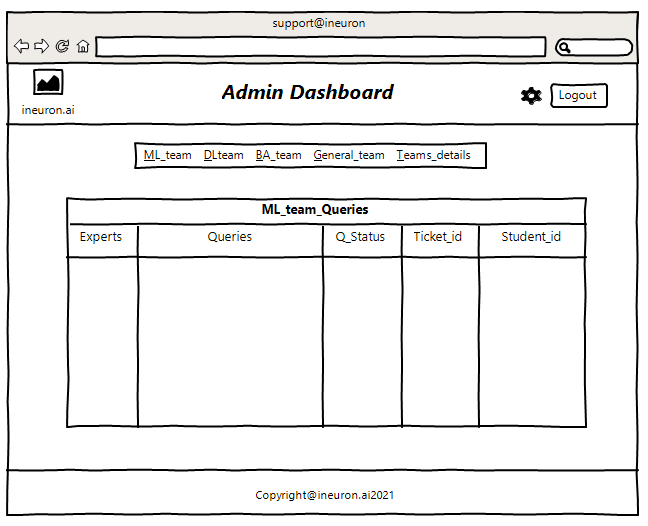 support@ineuron
ineuron.ai
Admin Dashboard
Logout
ML_team DLteam BA_team General_team Teams_details
ML_team_Queries
Experts Queries Q_Status Ticket_id Student_id
Copyright@ineuron.ai2021